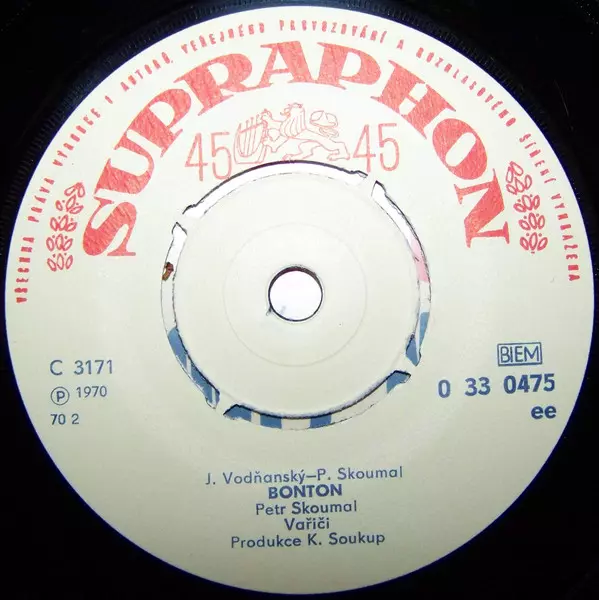 VŠECHNA PRÁVA VÝROBCE I AUTORŮ VEŘEJNÉHO PROVOZOVÁNÍ A ROZHLASOVÉHO ŠÍŘENÍ VYHRAZENA
SUPRAPHON
45 45
C 3171
Ⓟ 1970
70 2
BIEM
0 33 0475
ee
J. Vodňanský–P. Skoumal
BONTON
Petr Skoumal
Vařiči
Produkce K. Soukup